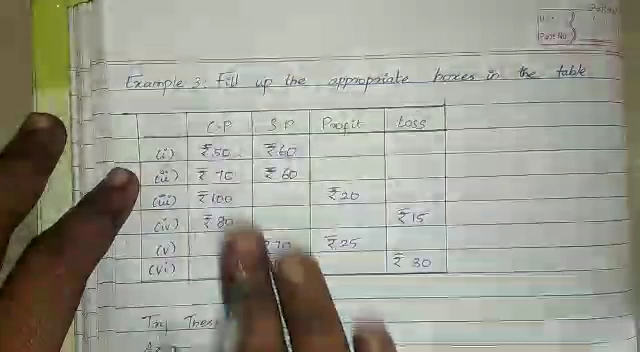 Page No
Example 3: Fill up the appropriate boxes in the table
C.P S.P Profit Loss
(i) ₹50 ₹60
(ii) ₹70 ₹60
(iii) ₹100 ₹20
(iv) ₹80 ₹15
(v) ₹70 ₹25
(vi) ₹30
Try These